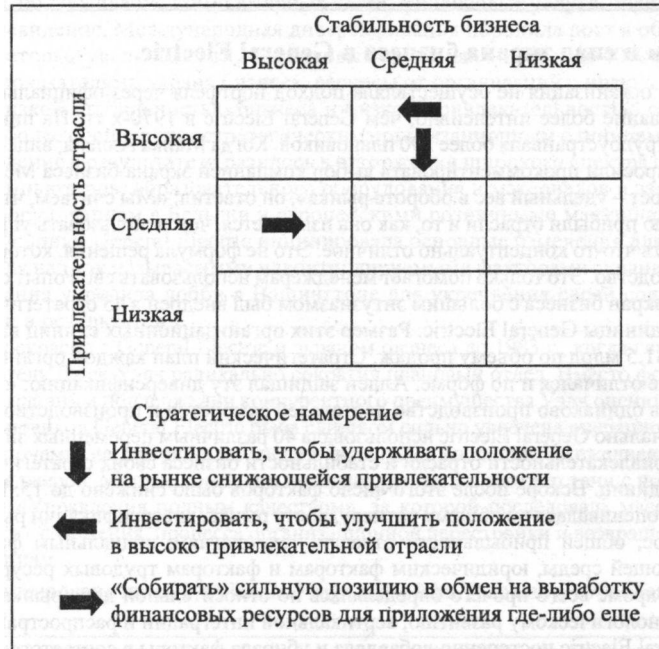 Стабильность бизнеса
Высокая Средняя Низкая
Привлекательность отрасли
Высокая
Средняя
Низкая
Стратегическое намерение
Инвестировать, чтобы удерживать положение
на рынке снижающейся привлекательности
Инвестировать, чтобы улучшить положение
в высоко привлекательной отрасли
«Собирать» сильную позицию в обмен на выработку
финансовых ресурсов дня приложения где-либо еще